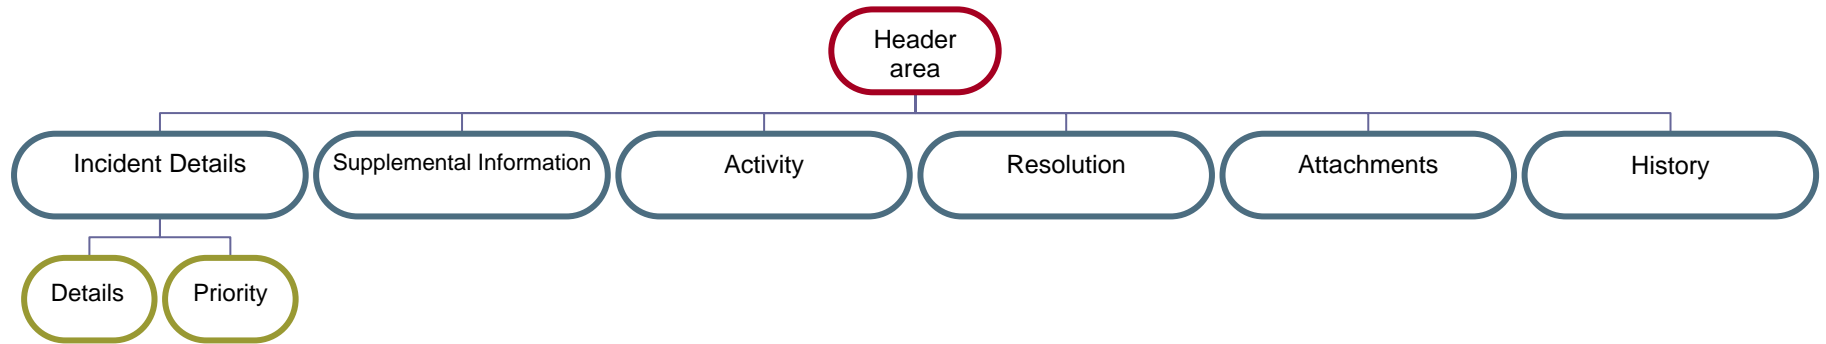 Header
area
Incident Details
Supplemental Information
Activity
Resolution
Attachments
History
Details
Priority